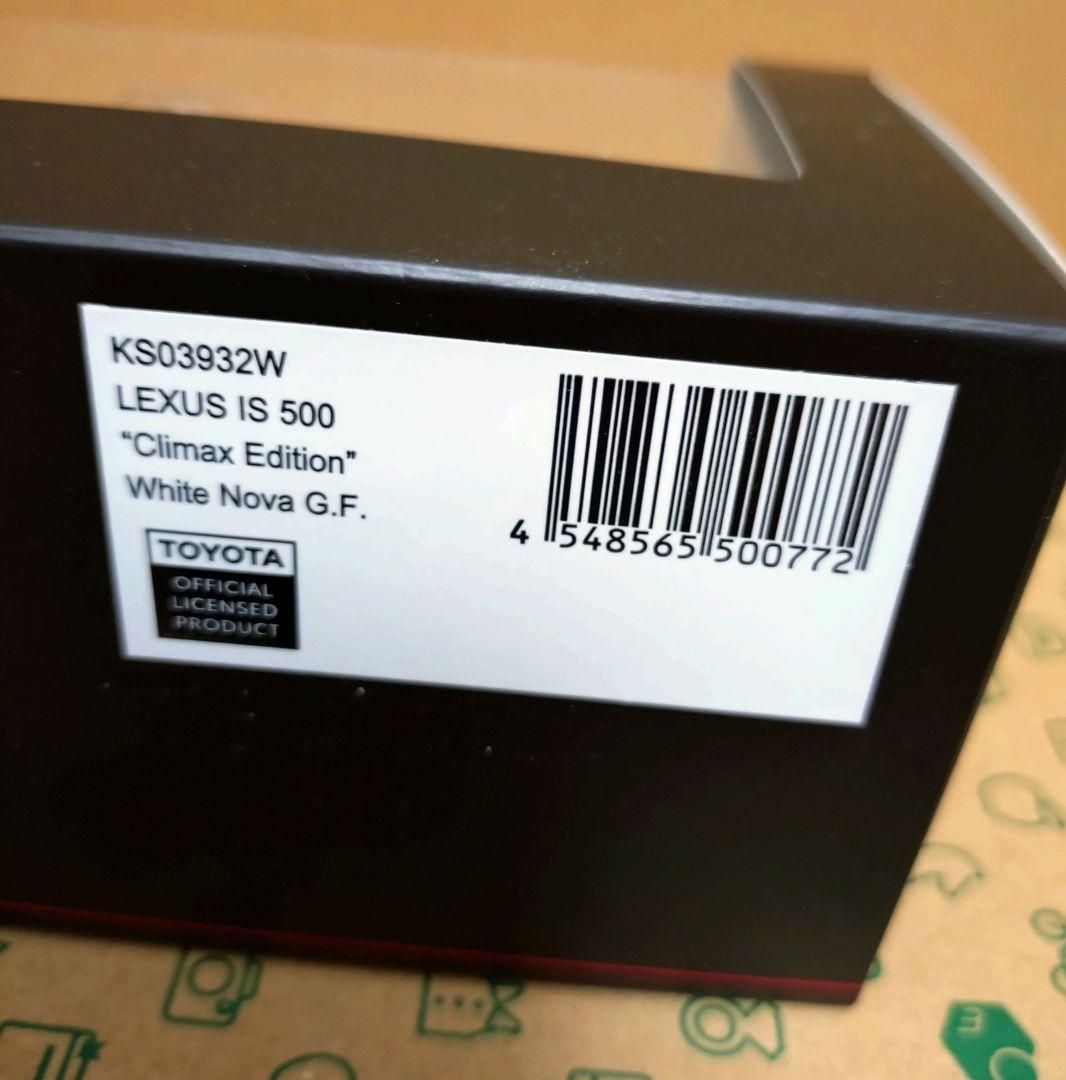 KS03932W
LEXUS IS 500
“Climax Edition”
White Nova G.F.
TOYOTA
OFFICIAL
LICENSED
PRODUCT
4 548565 500772